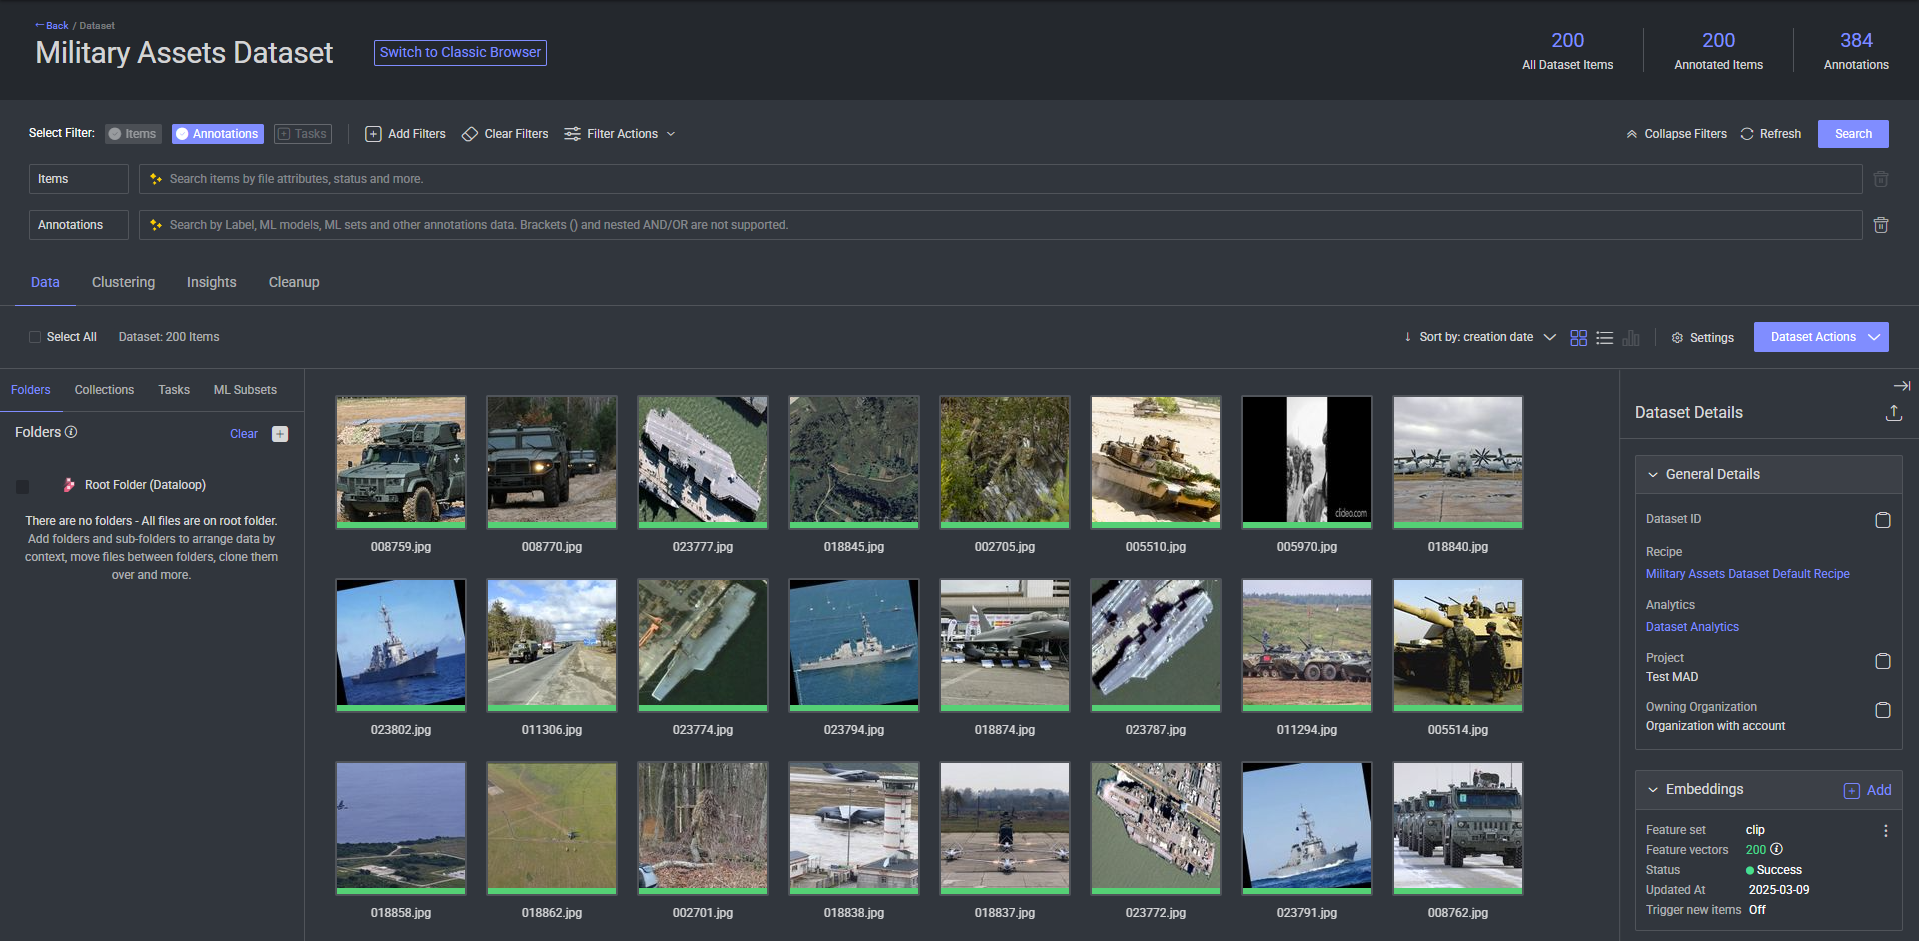 Back / Dataset
Military Assets Dataset
Switch to Classic Browser
200
All Dataset Items
200
Annotated Items
384
Annotations
Select Filter:
Items
Annotations
Tasks
Add Filters
Clear Filters
Filter Actions
Collapse Filters
Refresh
Search
Items
Search items by file attributes, status and more.
Annotations
Search by Label, ML models, ML sets and other annotations data. Brackets () and nested AND/OR are not supported.
Data
Clustering
Insights
Cleanup
Select All
Dataset: 200 Items
Sort by: creation date
Settings
Dataset Actions
Folders
Collections
Tasks
ML Subsets
Folders
Clear
Root Folder (Dataloop)
There are no folders - All files are on root folder.
Add folders and sub-folders to arrange data by
context, move files between folders, clone them
over and more.
clideo.com
008759.jpg
008770.jpg
023777.jpg
018845.jpg
002705.jpg
005510.jpg
005970.jpg
018840.jpg
023802.jpg
011306.jpg
023774.jpg
023794.jpg
018874.jpg
023787.jpg
011294.jpg
005514.jpg
018858.jpg
018862.jpg
002701.jpg
018838.jpg
018837.jpg
023772.jpg
023791.jpg
008762.jpg
Dataset Details
General Details
Dataset ID
Recipe
Military Assets Dataset Default Recipe
Analytics
Dataset Analytics
Project
Test MAD
Owning Organization
Organization with account
Embeddings
Add
Feature set clip
Feature vectors 200
Status Success
Updated At 2025-03-09
Trigger new items Off